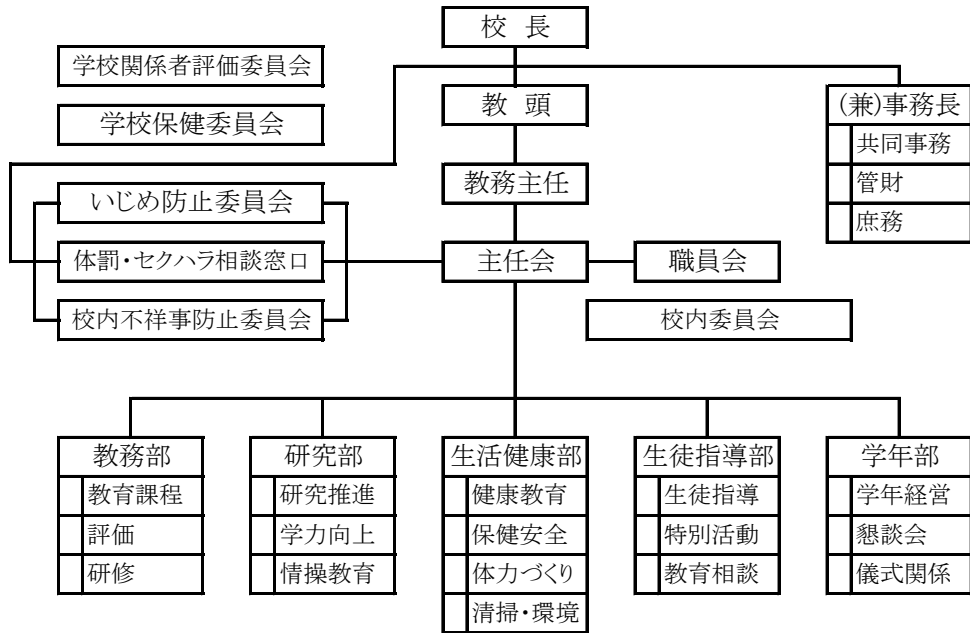 校 長
学校関係者評価委員会
学校保健委員会
教 頭
(兼)事務長
共同事務
管財
庶務
教務主任
いじめ防止委員会
体罰・セクハラ相談窓口
校内不祥事防止委員会
主任会
職員会
校内委員会
教務部
教育課程
評価
研修
研究部
研究推進
学力向上
情操教育
生活健康部
健康教育
保健安全
体力づくり
清掃・環境
生徒指導部
生徒指導
特別活動
教育相談
学年部
学年経営
懇談会
儀式関係